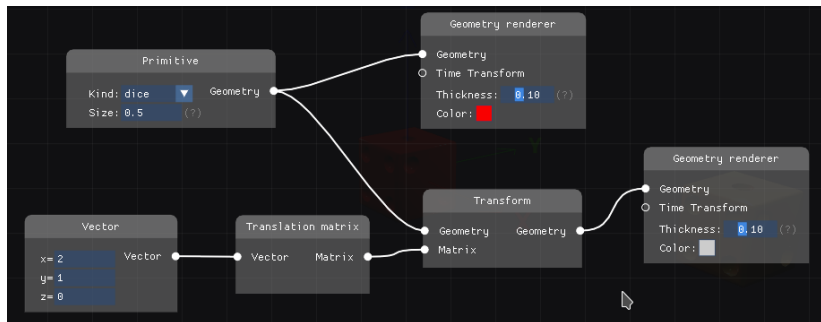 Geometry renderer
Geometry
Time Transform
Thickness: 0.10 (?)
Color:
Primitive
Kind: dice
Geometry
Size: 0.5 (?)
Y
Geometry renderer
Geometry
Time Transform
Thickness: 0.10 (?)
Color:
Transform
Geometry Geometry
Matrix
Vector
x= 2 Vector
y= 1
z= 0
Translation matrix
Vector Matrix